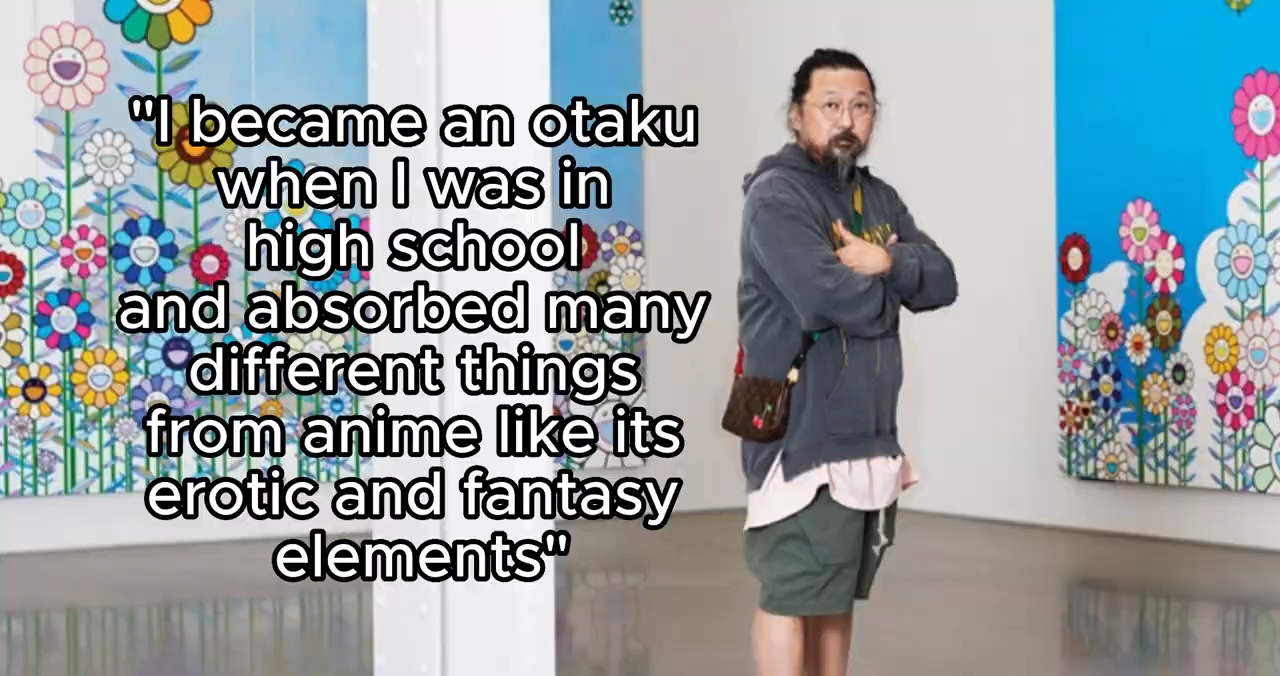 "I became an otaku
when I was in
high school
and absorbed many
different things
from anime like its
erotic and fantasy
elements"